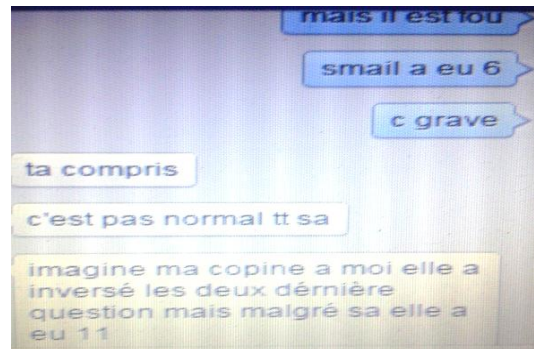 mais il est fou
smail a eu 6
c grave
ta compris
c'est pas normal tt sa
imagine ma copine a moi elle a
inversé les deux dérnière
question mais malgré sa elle a
eu 11